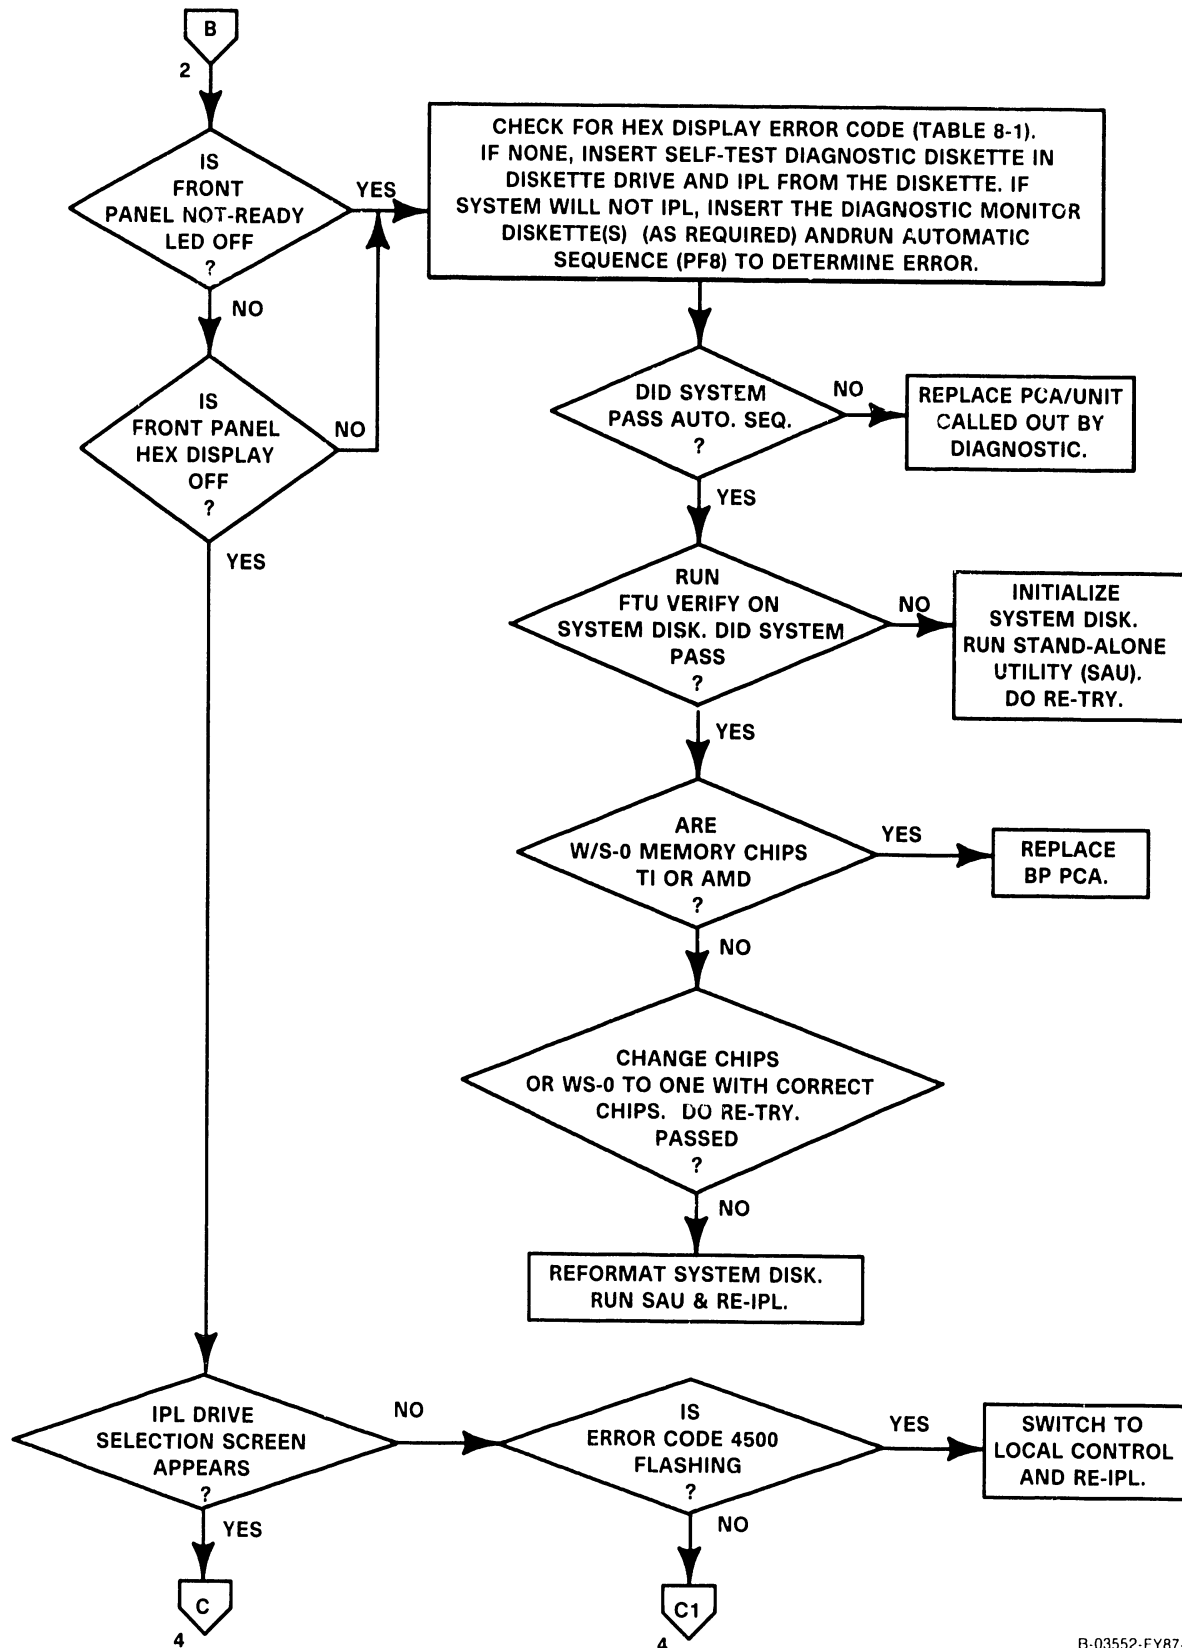 B
2
IS
FRONT
PANEL NOT-READY
LED OFF
?
YES
NO
CHECK FOR HEX DISPLAY ERROR CODE (TABLE 8-1).
IF NONE, INSERT SELF-TEST DIAGNOSTIC DISKETTE IN
DISKETTE DRIVE AND IPL FROM THE DISKETTE. IF
SYSTEM WILL NOT IPL, INSERT THE DIAGNOSTIC MONITOR
DISKETTE(S) (AS REQUIRED) ANDRUN AUTOMATIC
SEQUENCE (PF8) TO DETERMINE ERROR.
IS
FRONT PANEL
HEX DISPLAY
OFF
?
NO
YES
DID SYSTEM
PASS AUTO. SEQ.
?
NO
REPLACE PCA/UNIT
CALLED OUT BY
DIAGNOSTIC.
YES
RUN
FTU VERIFY ON
SYSTEM DISK. DID SYSTEM
PASS
?
NO
INITIALIZE
SYSTEM DISK.
RUN STAND-ALONE
UTILITY (SAU).
DO RE-TRY.
YES
ARE
W/S-0 MEMORY CHIPS
TI OR AMD
?
YES
REPLACE
BP PCA.
NO
CHANGE CHIPS
OR WS-0 TO ONE WITH CORRECT
CHIPS. DO RE-TRY.
PASSED
?
NO
REFORMAT SYSTEM DISK.
RUN SAU & RE-IPL.
IPL DRIVE
SELECTION SCREEN
APPEARS
?
NO
YES
IS
ERROR CODE 4500
FLASHING
?
YES
SWITCH TO
LOCAL CONTROL
AND RE-IPL.
NO
C
4
C1
4